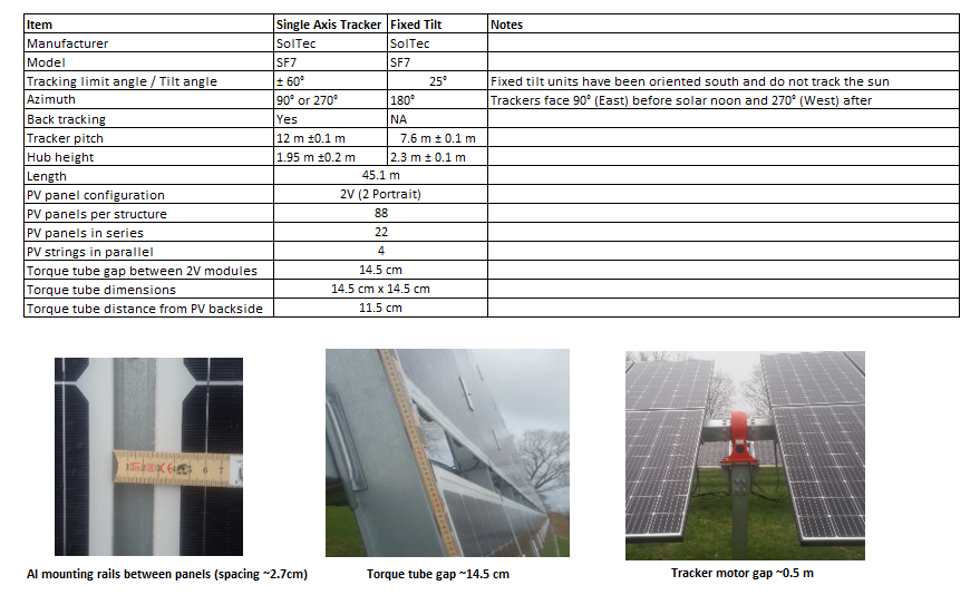 Item Single Axis Tracker Fixed Tilt Notes
Manufacturer SolTec SolTec
Model SF7 SF7
Tracking limit angle / Tilt angle ± 60° 25° Fixed tilt units have been oriented south and do not track the sun
Azimuth 90° or 270° 180° Trackers face 90° (East) before solar noon and 270° (West) after
Back tracking Yes NA
Tracker pitch 12 m ±0.1 m 7.6 m ± 0.1 m
Hub height 1.95 m ±0.2 m 2.3 m ± 0.1 m
Length 45.1 m
PV panel configuration 2V (2 Portrait)
PV panels per structure 88
PV panels in series 22
PV strings in parallel 4
Torque tube gap between 2V modules 14.5 cm
Torque tube dimensions 14.5 cm x 14.5 cm
Torque tube distance from PV backside 11.5 cm
6 7
Al mounting rails between panels (spacing ~2.7cm)
Torque tube gap ~14.5 cm
Tracker motor gap ~0.5 m